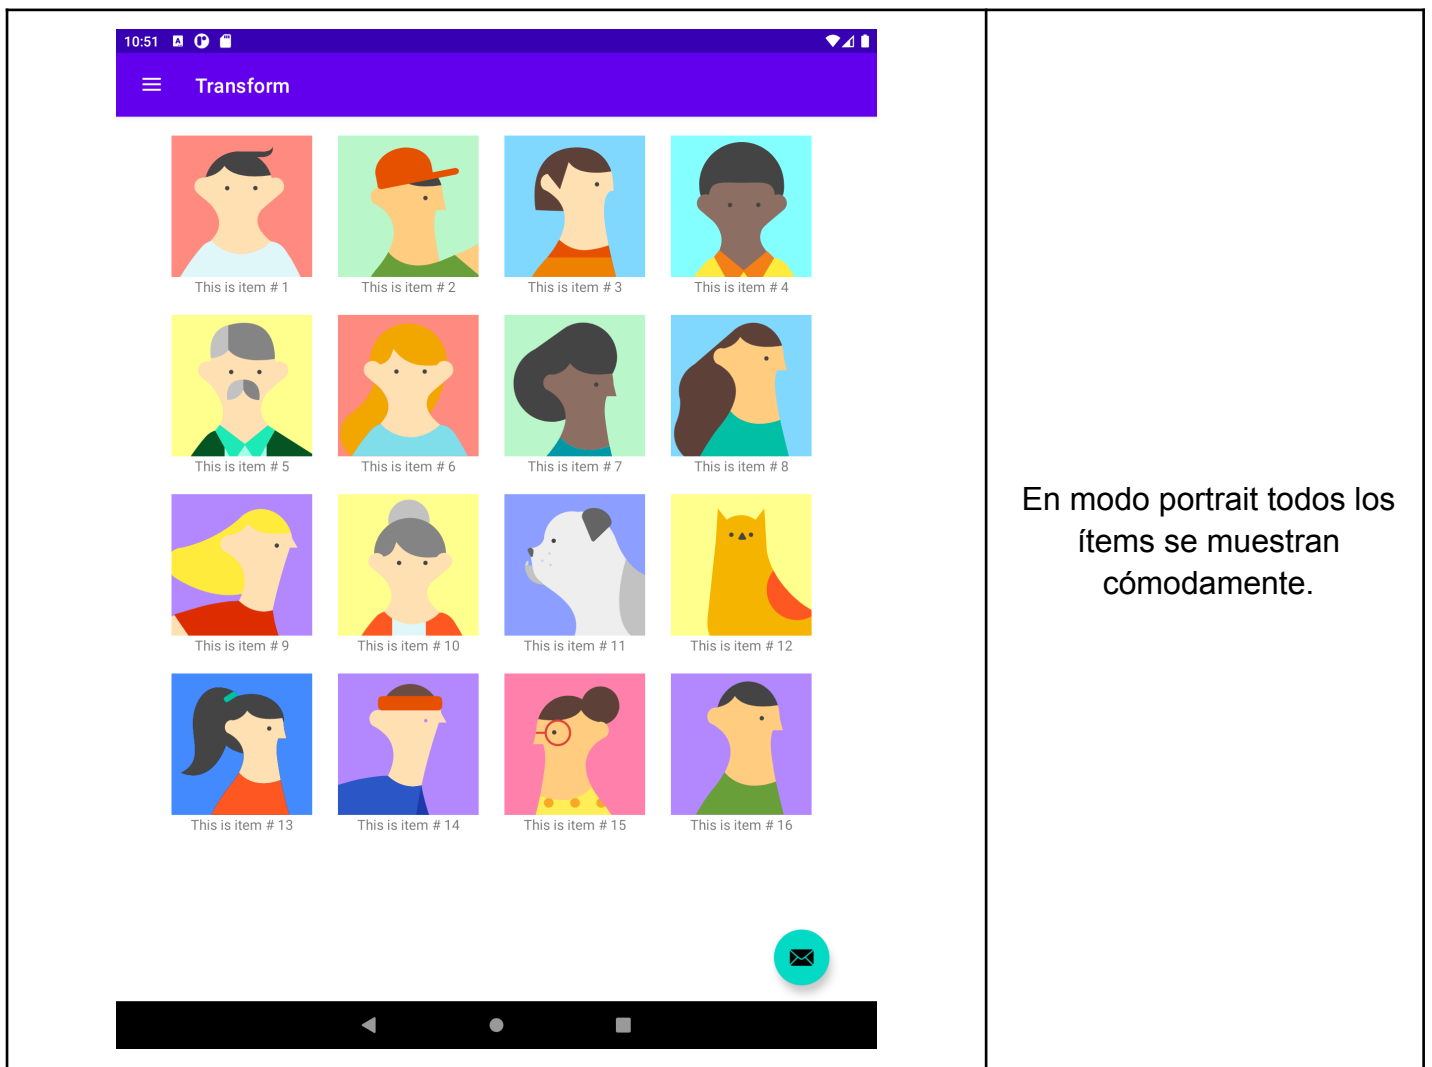 10:51
Transform
This is item # 1
This is item # 2
This is item # 3
This is item # 4
This is item # 5
This is item # 6
This is item # 7
This is item # 8
This is item # 9
This is item # 10
This is item # 11
This is item # 12
This is item # 13
This is item # 14
This is item # 15
This is item # 16
En modo portrait todos los
ítems se muestran
cómodamente.